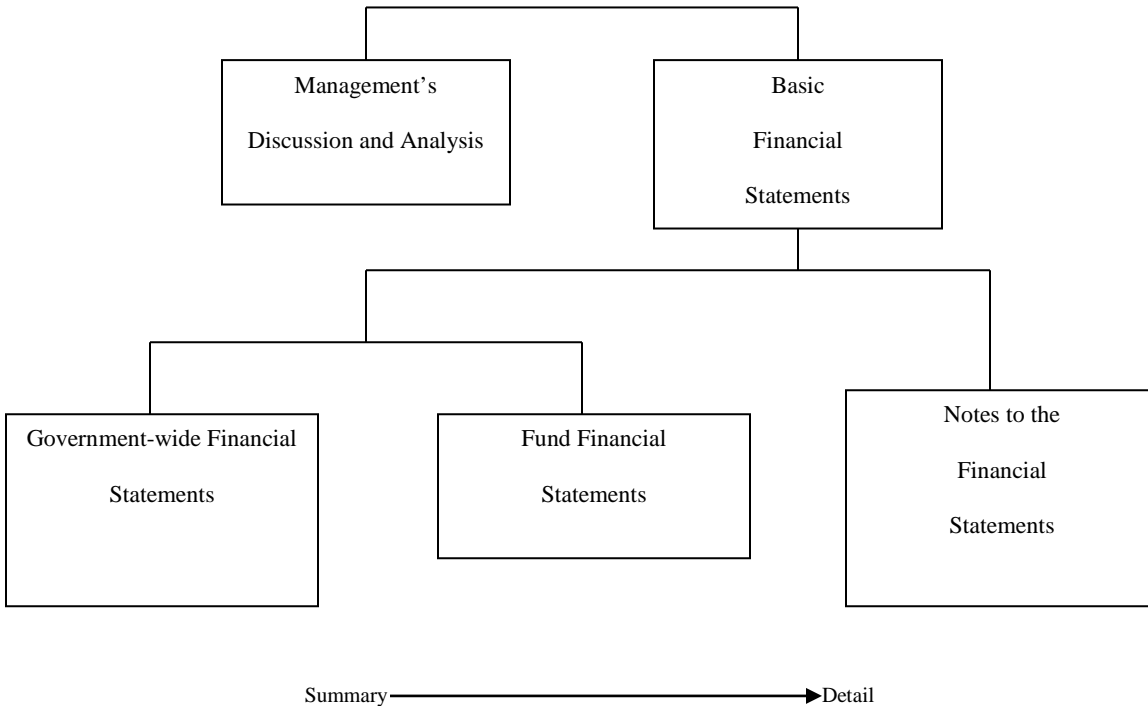 Management’s
Discussion and Analysis
Basic
Financial
Statements
Government-wide Financial
Statements
Fund Financial
Statements
Notes to the
Financial
Statements
Summary
Detail